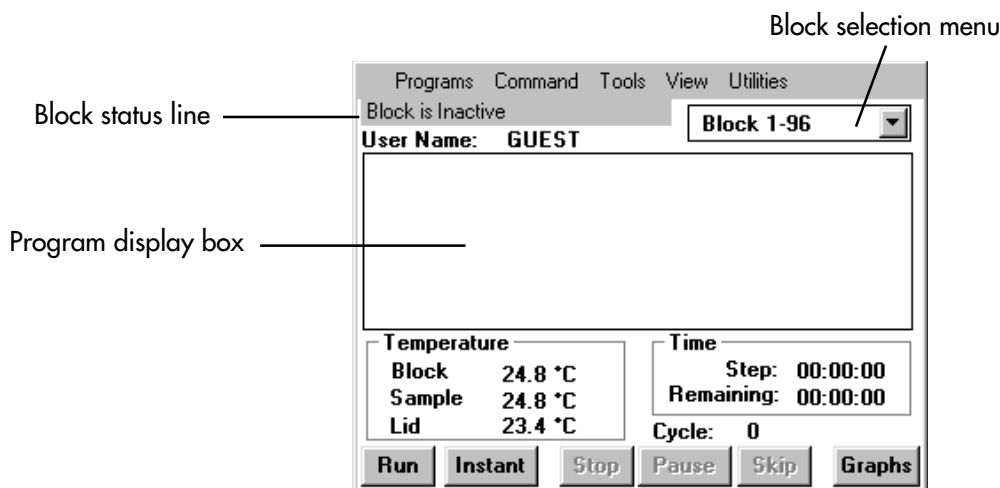 Block selection menu
Programs Command Tools View Utilities
Block status line
Block is Inactive
Block 1-96
User Name: GUEST
Program display box
Temperature
Block 24.8 °C
Sample 24.8 °C
Lid 23.4 °C
Time
Step: 00:00:00
Remaining: 00:00:00
Cycle: 0
Run Instant Stop Pause Skip Graphs